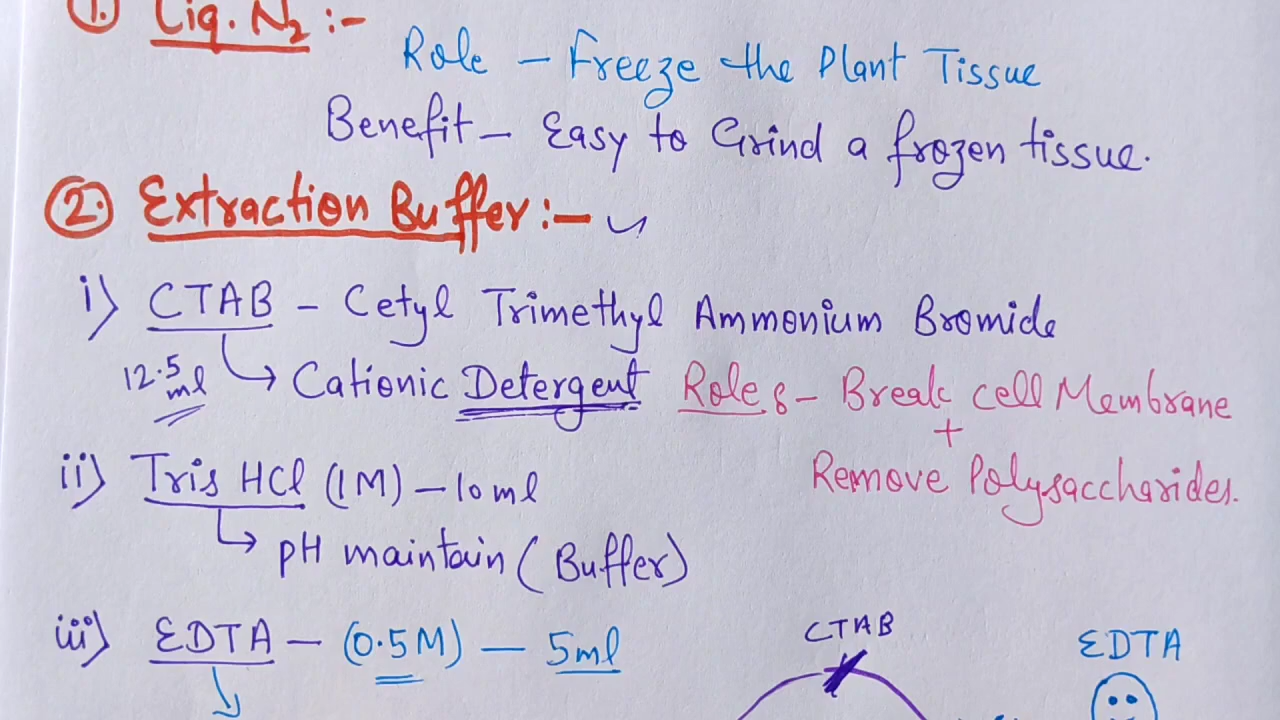 1. Liq. N2 :-
Role - Freeze the Plant Tissue
Benefit - Easy to Grind a frozen tissue.
2. Extraction Buffer :-
i) CTAB - Cetyl Trimethyl Ammonium Bromide
12.5 ml → Cationic Detergent Role :- Break cell Membrane
+
Remove Polysaccharides.
ii) Tris HCl (1M) - 10 ml
pH maintain (Buffer)
iii) EDTA - (0.5M) - 5ml
CTAB
EDTA